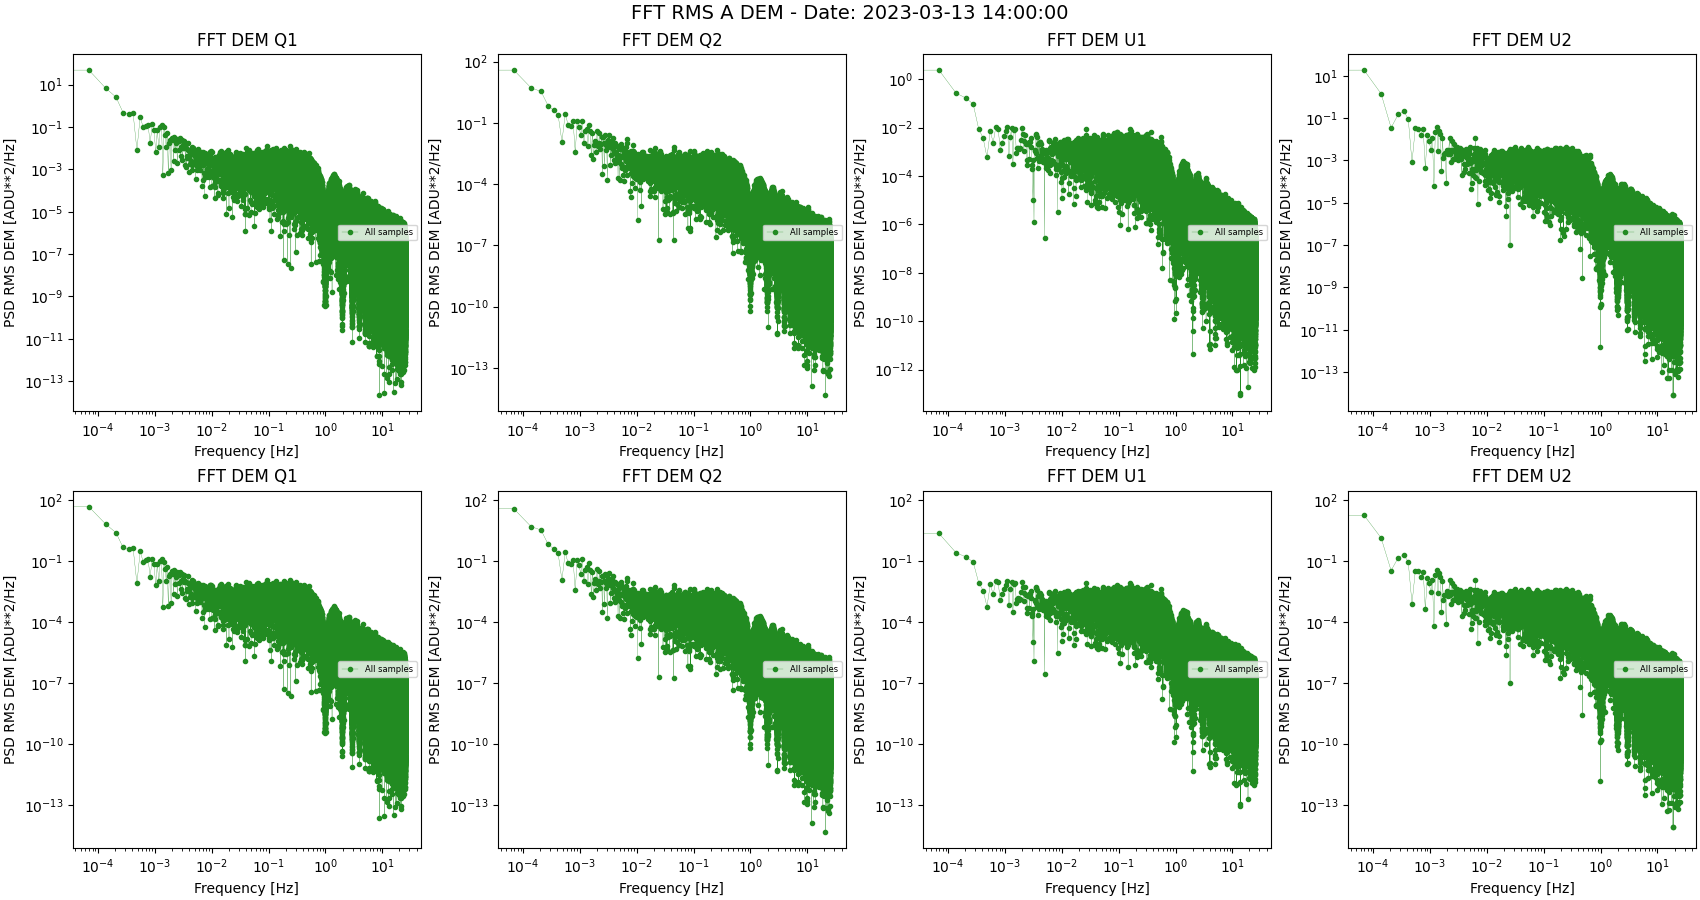 FFT RMS A DEM - Date: 2023-03-13 14:00:00
FFT DEM Q1
PSD RMS DEM [ADU**2/Hz]
10^1
10^-1
10^-3
10^-5
10^-7
10^-9
10^-11
10^-13
All samples
10^-4 10^-3 10^-2 10^-1 10^0 10^1
Frequency [Hz]
FFT DEM Q2
PSD RMS DEM [ADU**2/Hz]
10^2
10^-1
10^-4
10^-7
10^-10
10^-13
All samples
10^-4 10^-3 10^-2 10^-1 10^0 10^1
Frequency [Hz]
FFT DEM U1
PSD RMS DEM [ADU**2/Hz]
10^0
10^-2
10^-4
10^-6
10^-8
10^-10
10^-12
All samples
10^-4 10^-3 10^-2 10^-1 10^0 10^1
Frequency [Hz]
FFT DEM U2
PSD RMS DEM [ADU**2/Hz]
10^1
10^-1
10^-3
10^-5
10^-7
10^-9
10^-11
10^-13
All samples
10^-4 10^-3 10^-2 10^-1 10^0 10^1
Frequency [Hz]
FFT DEM Q1
PSD RMS DEM [ADU**2/Hz]
10^2
10^-1
10^-4
10^-7
10^-10
10^-13
All samples
10^-4 10^-3 10^-2 10^-1 10^0 10^1
Frequency [Hz]
FFT DEM Q2
PSD RMS DEM [ADU**2/Hz]
10^2
10^-1
10^-4
10^-7
10^-10
10^-13
All samples
10^-4 10^-3 10^-2 10^-1 10^0 10^1
Frequency [Hz]
FFT DEM U1
PSD RMS DEM [ADU**2/Hz]
10^2
10^-1
10^-4
10^-7
10^-10
10^-13
All samples
10^-4 10^-3 10^-2 10^-1 10^0 10^1
Frequency [Hz]
FFT DEM U2
PSD RMS DEM [ADU**2/Hz]
10^2
10^-1
10^-4
10^-7
10^-10
10^-13
All samples
10^-4 10^-3 10^-2 10^-1 10^0 10^1
Frequency [Hz]